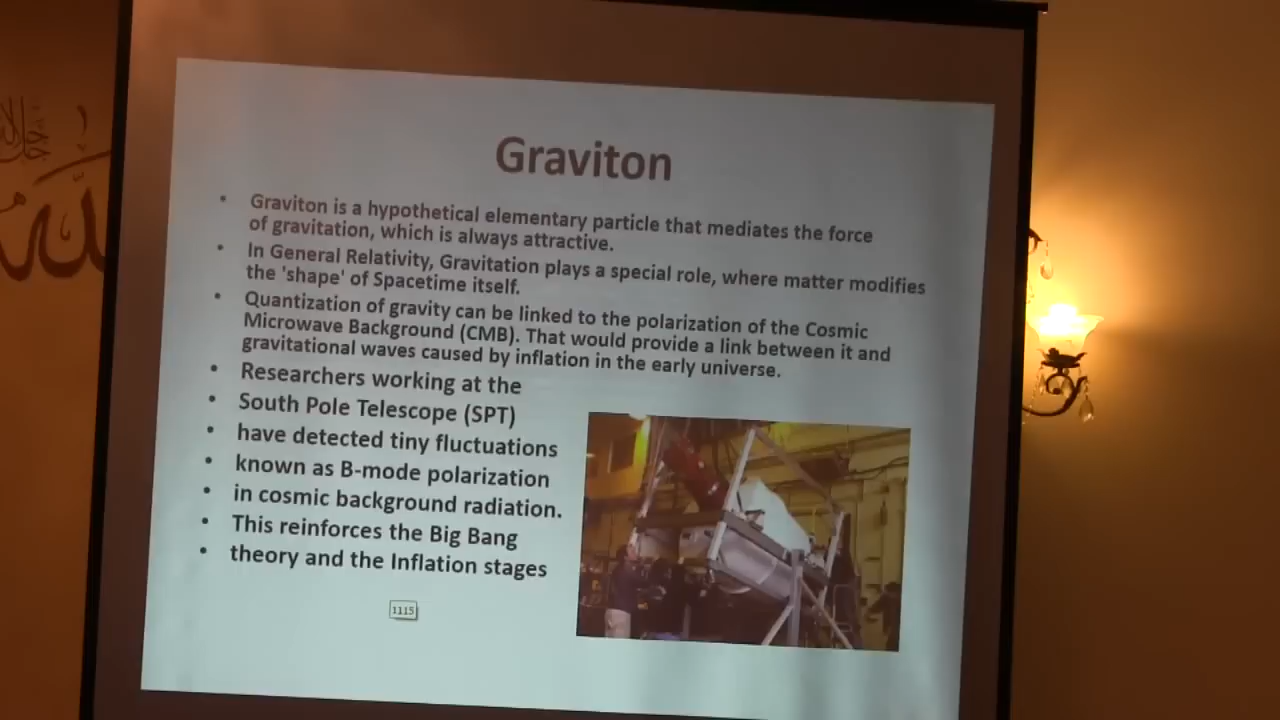 Graviton
• Graviton is a hypothetical elementary particle that mediates the force
of gravitation, which is always attractive.
• In General Relativity, Gravitation plays a special role, where matter modifies
the 'shape' of Spacetime itself.
• Quantization of gravity can be linked to the polarization of the Cosmic
Microwave Background (CMB). That would provide a link between it and
gravitational waves caused by inflation in the early universe.
• Researchers working at the
• South Pole Telescope (SPT)
• have detected tiny fluctuations
• known as B-mode polarization
• in cosmic background radiation.
• This reinforces the Big Bang
• theory and the Inflation stages
1115